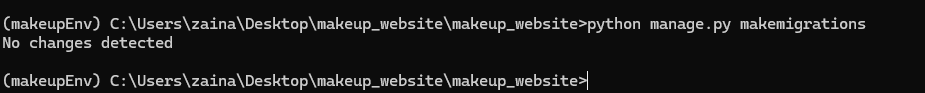 (makeupEnv) C:\Users\zaina\Desktop\makeup_website\makeup_website>python manage.py makemigrations
No changes detected
(makeupEnv) C:\Users\zaina\Desktop\makeup_website\makeup_website>